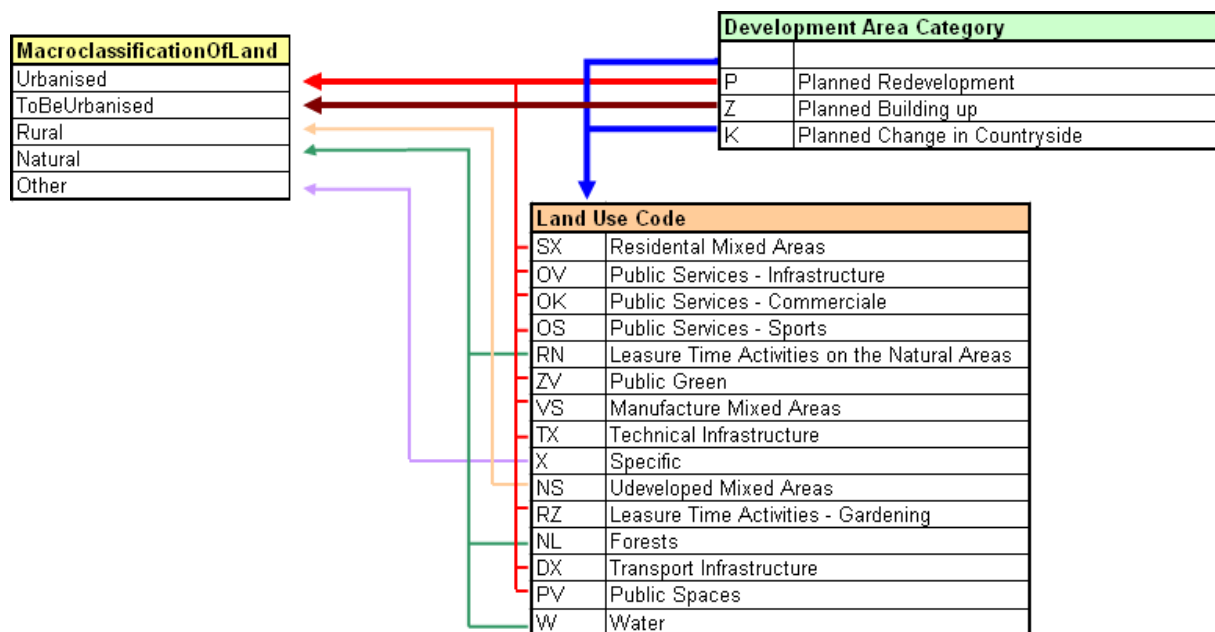 Development Area Category
P Planned Redevelopment
Z Planned Building up
K Planned Change in Countryside
MacroclassificationOfLand
Urbanised
ToBeUrbanised
Rural
Natural
Other
Land Use Code
SX Residental Mixed Areas
OV Public Services - Infrastructure
OK Public Services - Commerciale
OS Public Services - Sports
RN Leasure Time Activities on the Natural Areas
ZV Public Green
VS Manufacture Mixed Areas
TX Technical Infrastructure
X Specific
NS Udeveloped Mixed Areas
RZ Leasure Time Activities - Gardening
NL Forests
DX Transport Infrastructure
PV Public Spaces
W Water